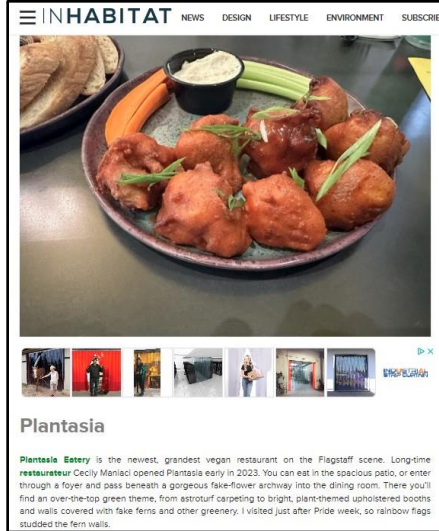 INHABITAT NEWS DESIGN LIFESTYLE ENVIRONMENT SUBSCRIBE
Plantasia
Plantasia Eatery is the newest, grandest vegan restaurant on the Flagstaff scene. Long-time
restaurateur Cecily Maniaci opened Plantasia early in 2023. You can eat in the spacious patio, or enter
through a foyer and pass beneath a gorgeous fake-flower archway into the dining room. There you'll
find an over-the-top green theme, from astroturf carpeting to bright, plant-themed upholstered booths
and walls covered with fake ferns and other greenery. I visited just after Pride week, so rainbow flags
studded the fern walls.